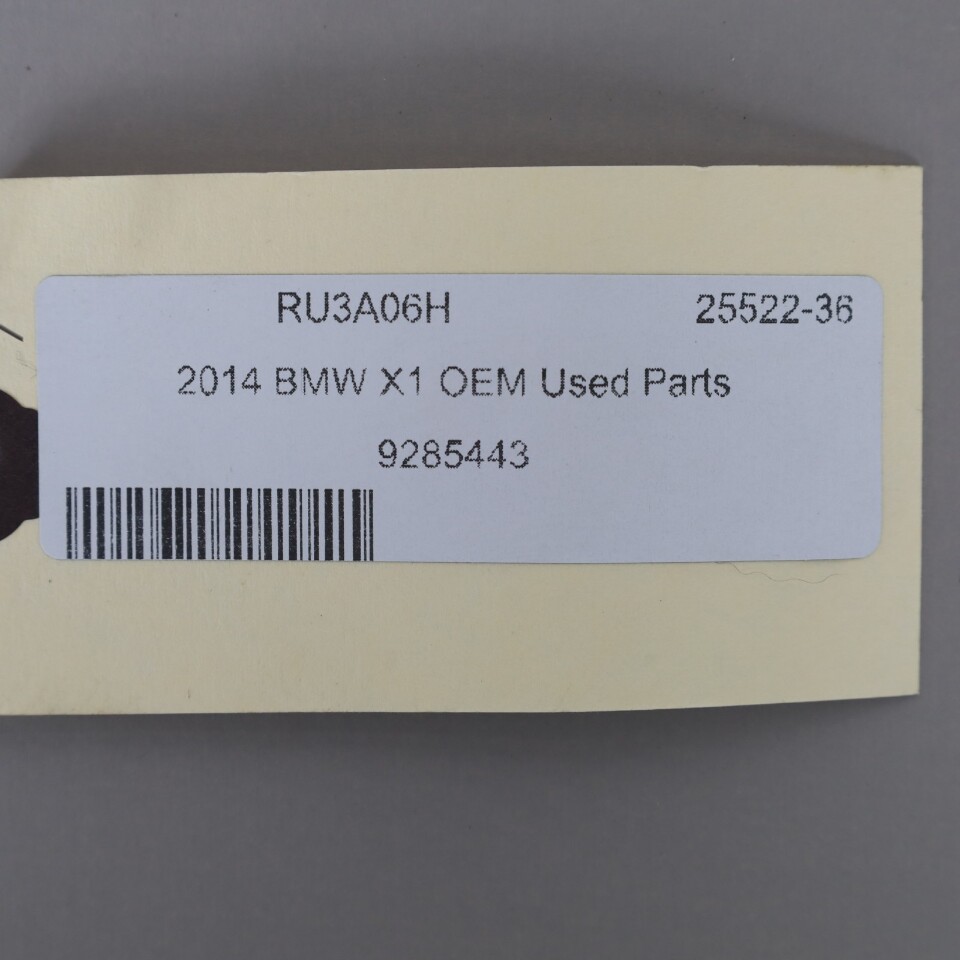 RU3A06H 25522-36
2014 BMW X1 OEM Used Parts
9285443